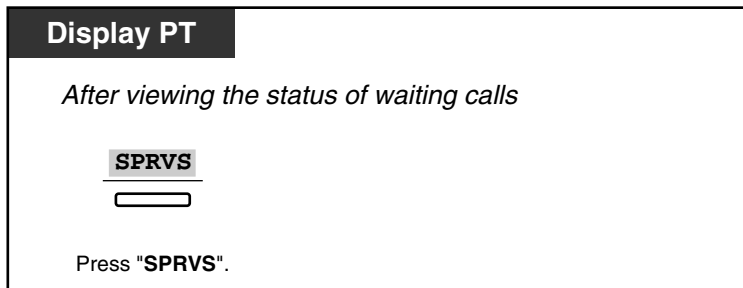 Display PT
After viewing the status of waiting calls
SPRVS
Press "SPRVS".